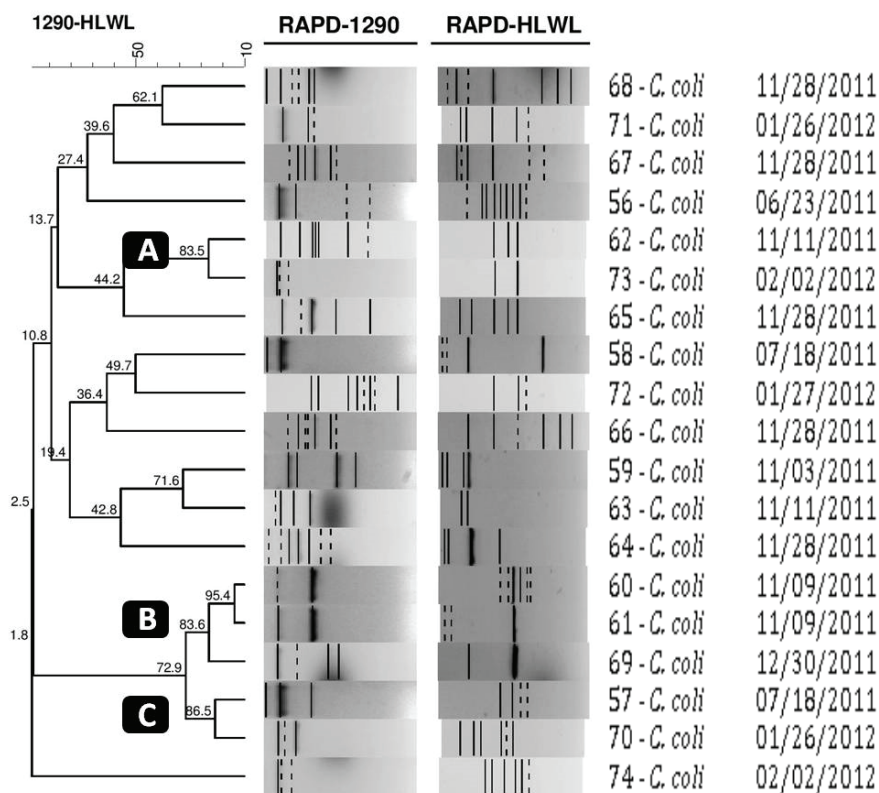 1290-HLWL RAPD-1290 RAPD-HLWL
50 10
68 - C. coli 11/28/2011
62.1
71 - C. coli 01/26/2012
39.6
67 - C. coli 11/28/2011
27.4
56 - C. coli 06/23/2011
13.7
A 83.5 62 - C. coli 11/11/2011
73 - C. coli 02/02/2012
44.2
65 - C. coli 11/28/2011
10.8
58 - C. coli 07/18/2011
49.7
72 - C. coli 01/27/2012
36.4
66 - C. coli 11/28/2011
19.4
59 - C. coli 11/03/2011
71.6
2.5
63 - C. coli 11/11/2011
42.8
64 - C. coli 11/28/2011
60 - C. coli 11/09/2011
95.4
B 61 - C. coli 11/09/2011
83.6
1.8
69 - C. coli 12/30/2011
72.9
57 - C. coli 07/18/2011
C 86.5
70 - C. coli 01/26/2012
74 - C. coli 02/02/2012